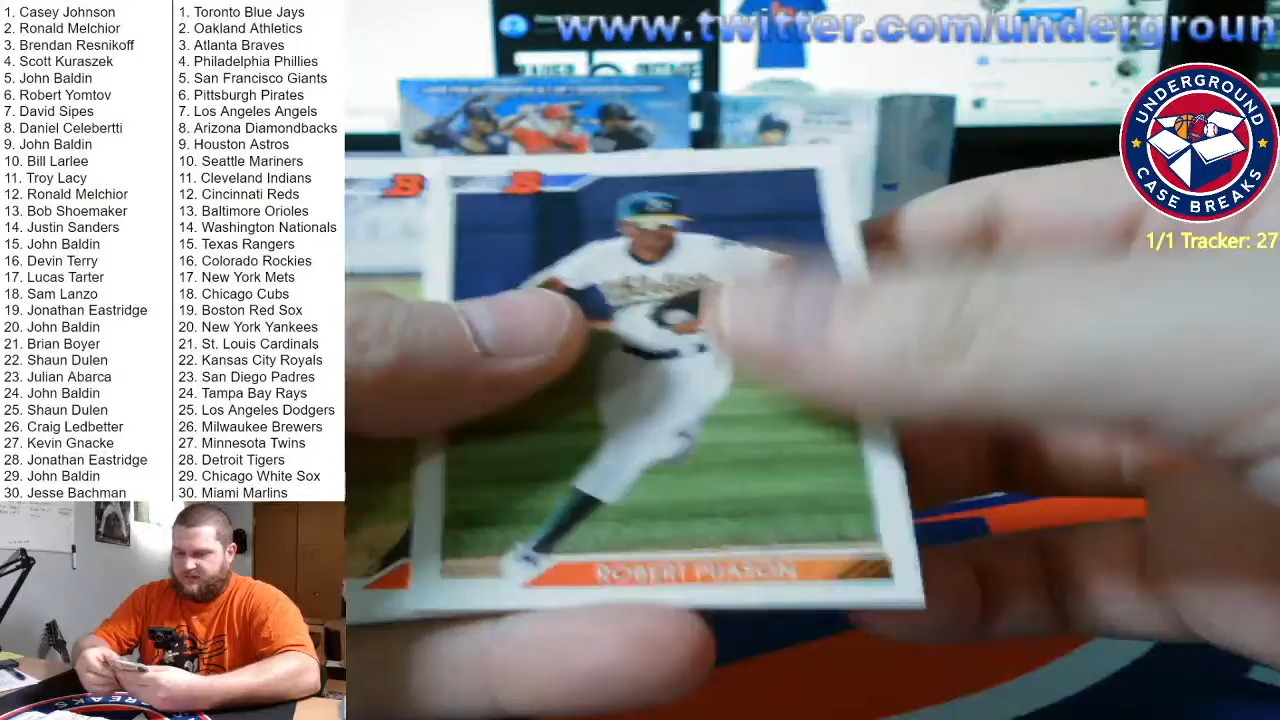 1. Casey Johnson
2. Ronald Melchior
3. Brendan Resnikoff
4. Scott Kuraszek
5. John Baldin
6. Robert Yomtov
7. David Sipes
8. Daniel Celebertti
9. John Baldin
10. Bill Larlee
11. Troy Lacy
12. Ronald Melchior
13. Bob Shoemaker
14. Justin Sanders
15. John Baldin
16. Devin Terry
17. Lucas Tarter
18. Sam Lanzo
19. Jonathan Eastridge
20. John Baldin
21. Brian Boyer
22. Shaun Dulen
23. Julian Abarca
24. John Baldin
25. Shaun Dulen
26. Craig Ledbetter
27. Kevin Gnacke
28. Jonathan Eastridge
29. John Baldin
30. Jesse Bachman
1. Toronto Blue Jays
2. Oakland Athletics
3. Atlanta Braves
4. Philadelphia Phillies
5. San Francisco Giants
6. Pittsburgh Pirates
7. Los Angeles Angels
8. Arizona Diamondbacks
9. Houston Astros
10. Seattle Mariners
11. Cleveland Indians
12. Cincinnati Reds
13. Baltimore Orioles
14. Washington Nationals
15. Texas Rangers
16. Colorado Rockies
17. New York Mets
18. Chicago Cubs
19. Boston Red Sox
20. New York Yankees
21. St. Louis Cardinals
22. Kansas City Royals
23. San Diego Padres
24. Tampa Bay Rays
25. Los Angeles Dodgers
26. Milwaukee Brewers
27. Minnesota Twins
28. Detroit Tigers
29. Chicago White Sox
30. Miami Marlins
www.twitter.com/undergroun
UNDERGROUND
CASE BREAKS
1/1 Tracker: 27
B
B
ROBERT PUASON
BREAKS